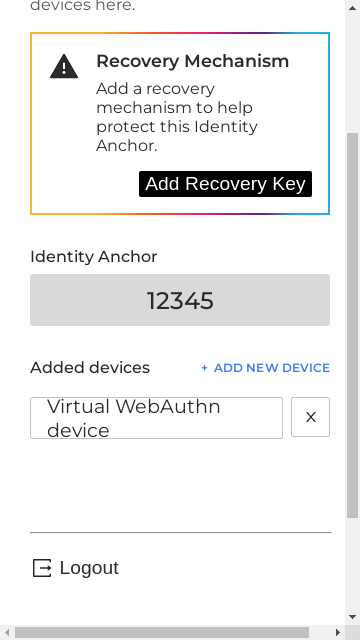 devices here.
Recovery Mechanism
Add a recovery
mechanism to help
protect this Identity
Anchor.
Add Recovery Key
Identity Anchor
12345
Added devices
+ ADD NEW DEVICE
Virtual WebAuthn
device
X
Logout